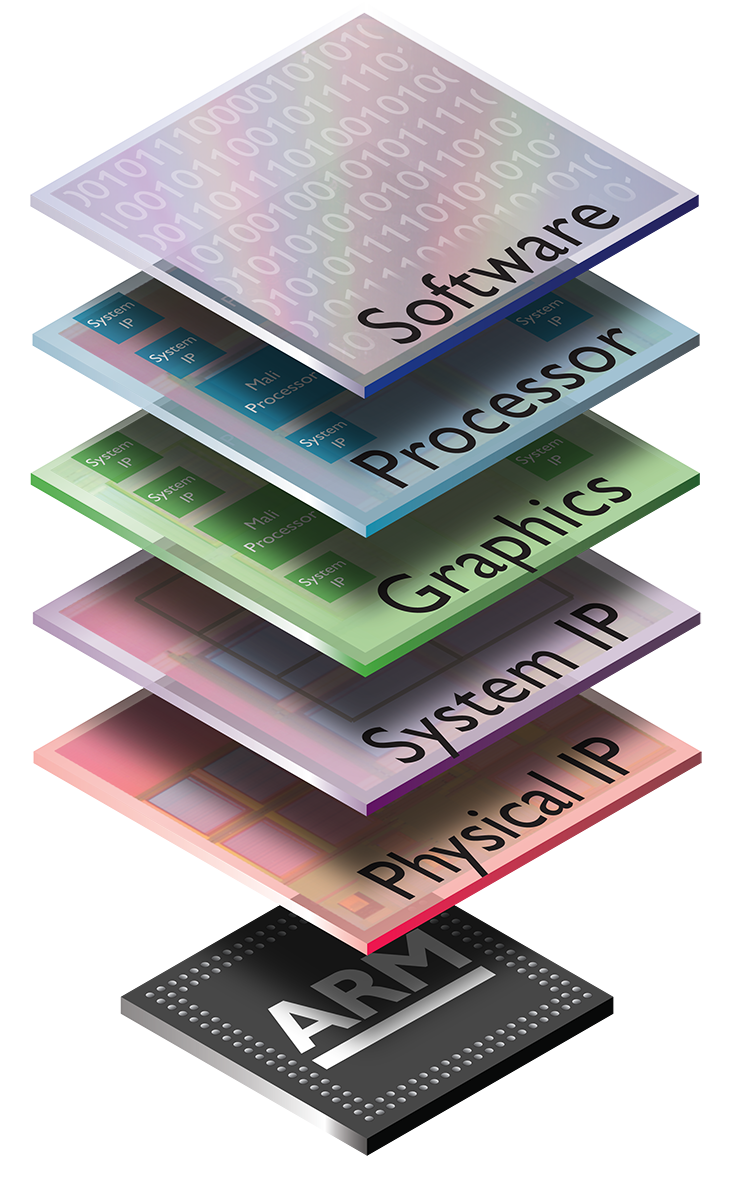 Software
System
IP
System
IP
Mali
Processor
System
IP
System
IP
Processor
System
IP
System
IP
Mali
Processor
System
IP
System
IP
Graphics
System IP
Physical IP
ARM